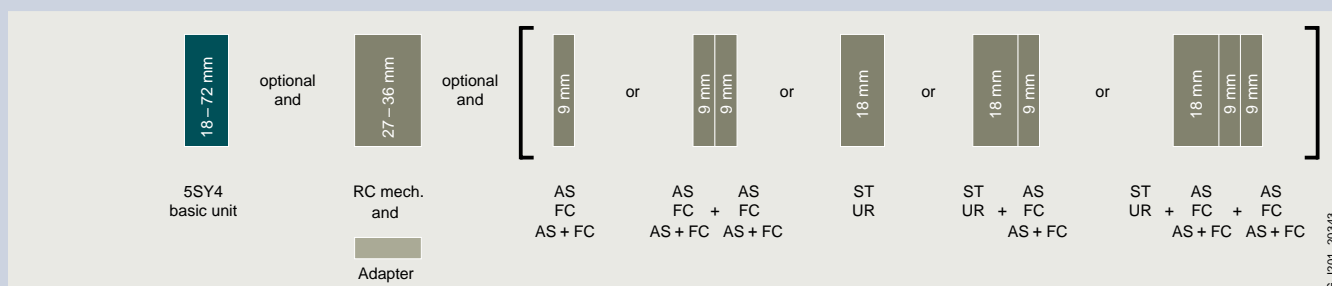 18 – 72 mm
optional
and
27 – 36 mm
optional
and
9 mm
or
9 mm
9 mm
or
18 mm
or
18 mm
9 mm
or
18 mm
9 mm
9 mm
5SY4
basic unit
RC mech.
and
Adapter
AS
FC
AS + FC
AS AS
FC + FC
AS + FC AS + FC
ST
UR
ST AS
UR + FC
AS + FC
ST AS AS
UR + FC + FC
AS + FC AS + FC